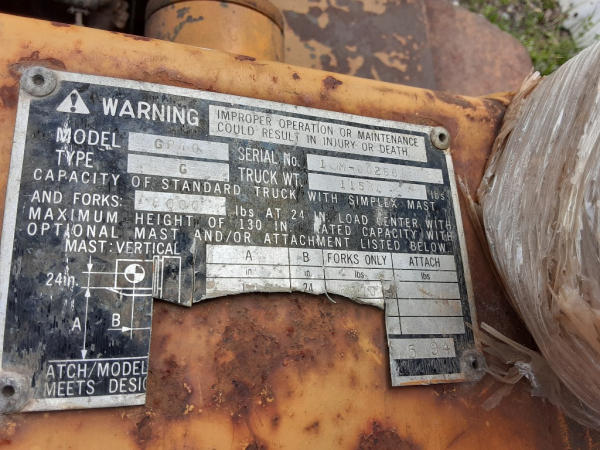 WARNING
IMPROPER OPERATION OR MAINTENANCE
COULD RESULT IN INJURY OR DEATH.
MODEL
SERIAL No.
TYPE G
TRUCK WT. lbs
CAPACITY OF STANDARD TRUCK WITH SIMPLEX MAST
AND FORKS: lbs AT 24 IN. LOAD CENTER WITH
MAXIMUM HEIGHT OF 130 IN. RATED CAPACITY WITH
OPTIONAL MAST AND/OR ATTACHMENT LISTED BELOW.
MAST: VERTICAL
A B FORKS ONLY ATTACH
in. in. lbs lbs
24in.
24
A
B
ATCH/MODEL
MEETS DESIG